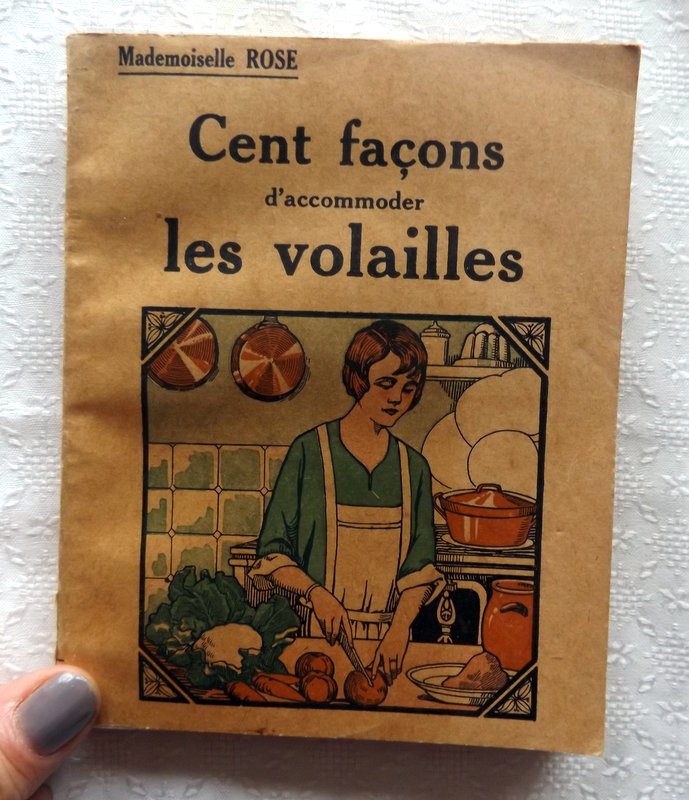 Mademoiselle ROSE
Cent façons
d'accommoder
les volailles